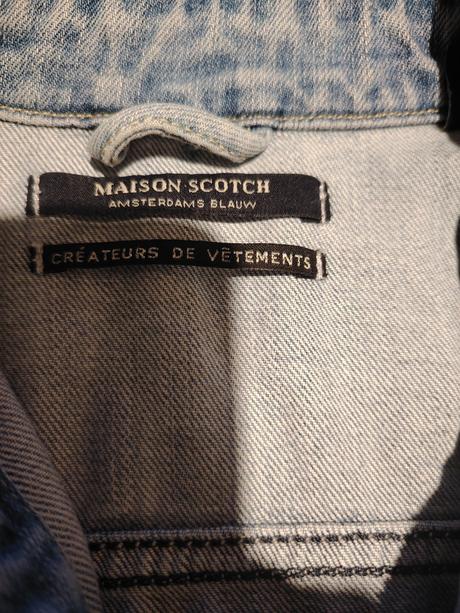 MAISON SCOTCH
AMSTERDAMS BLAUW
CRÉATEURS DE VÊTEMENTS